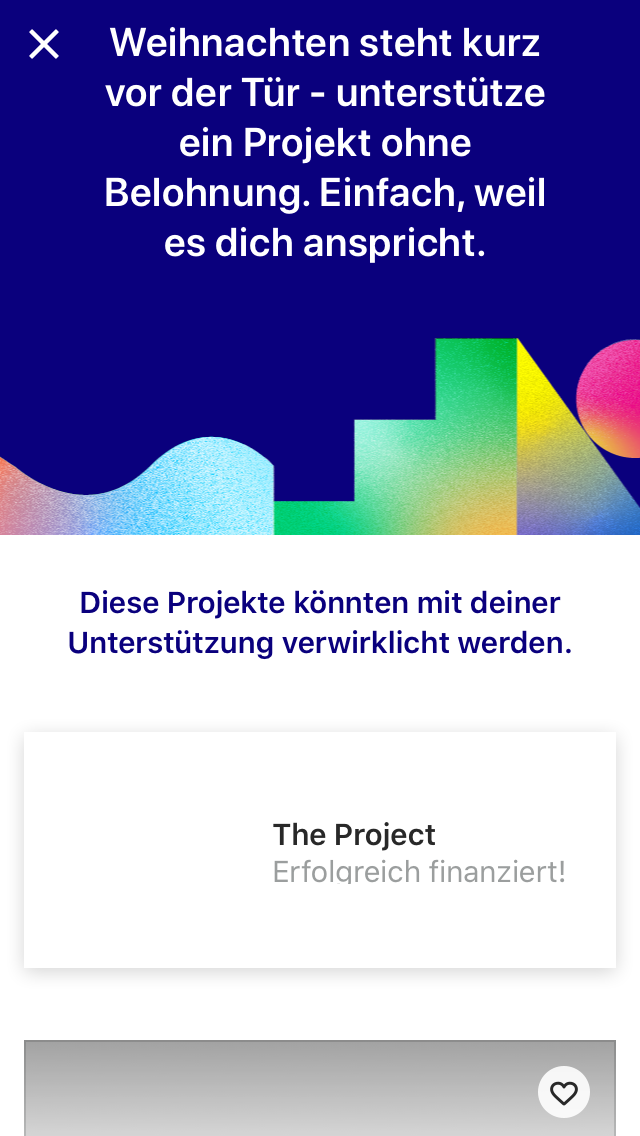 Weihnachten steht kurz
vor der Tür - unterstütze
ein Projekt ohne
Belohnung. Einfach, weil
es dich anspricht.
Diese Projekte könnten mit deiner
Unterstützung verwirklicht werden.
The Project
Erfolgreich finanziert!